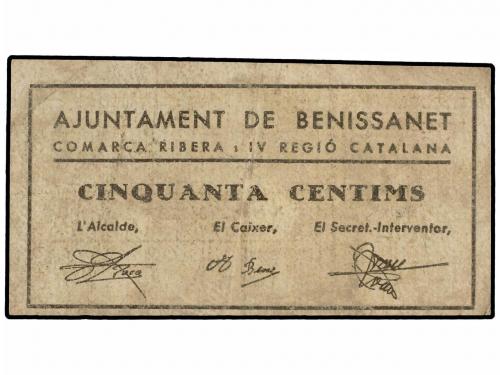 AJUNTAMENT DE BENISSANET
COMARCA RIBERA : IV REGIÓ CATALANA
CINQUANTA CENTIMS
L'Alcalde, El Caixer, El Secret.-Interventor,